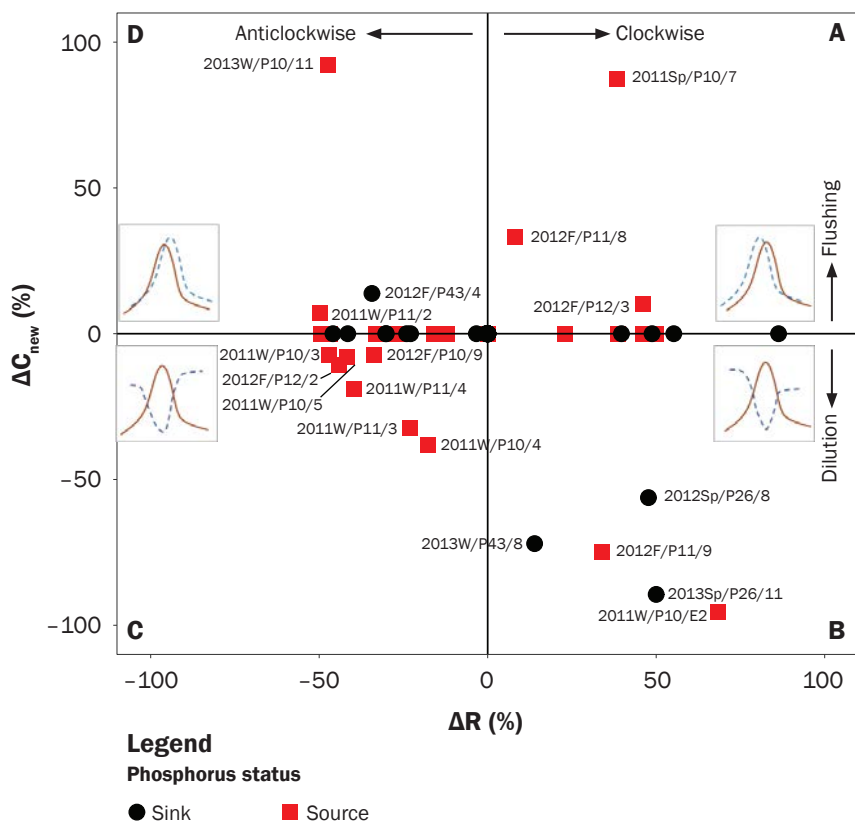 D Anticlockwise Clockwise A
100
2013W/P10/11 2011Sp/P10/7
50
2012F/P11/8
Flushing
2012F/P43/4
2012F/P12/3
2011W/P11/2
0
ΔCnew (%)
2011W/P10/3 2012F/P10/9
2012F/P12/2
2011W/P11/4
2011W/P10/5
2011W/P11/3
2011W/P10/4
Dilution
−50
2012Sp/P26/8
2013W/P43/8 2012F/P11/9
2013Sp/P26/11
2011W/P10/E2
−100
C B
−100 −50 0 50 100
ΔR (%)
Legend
Phosphorus status
Sink Source